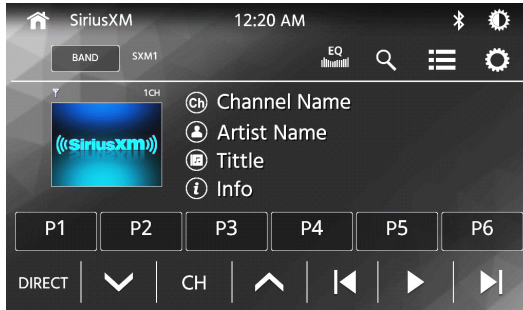 SiriusXM 12:20 AM
BAND SXM1 EQ
1CH
((SiriusXM))
Ch Channel Name
Artist Name
Tittle
i Info
P1 P2 P3 P4 P5 P6
DIRECT CH